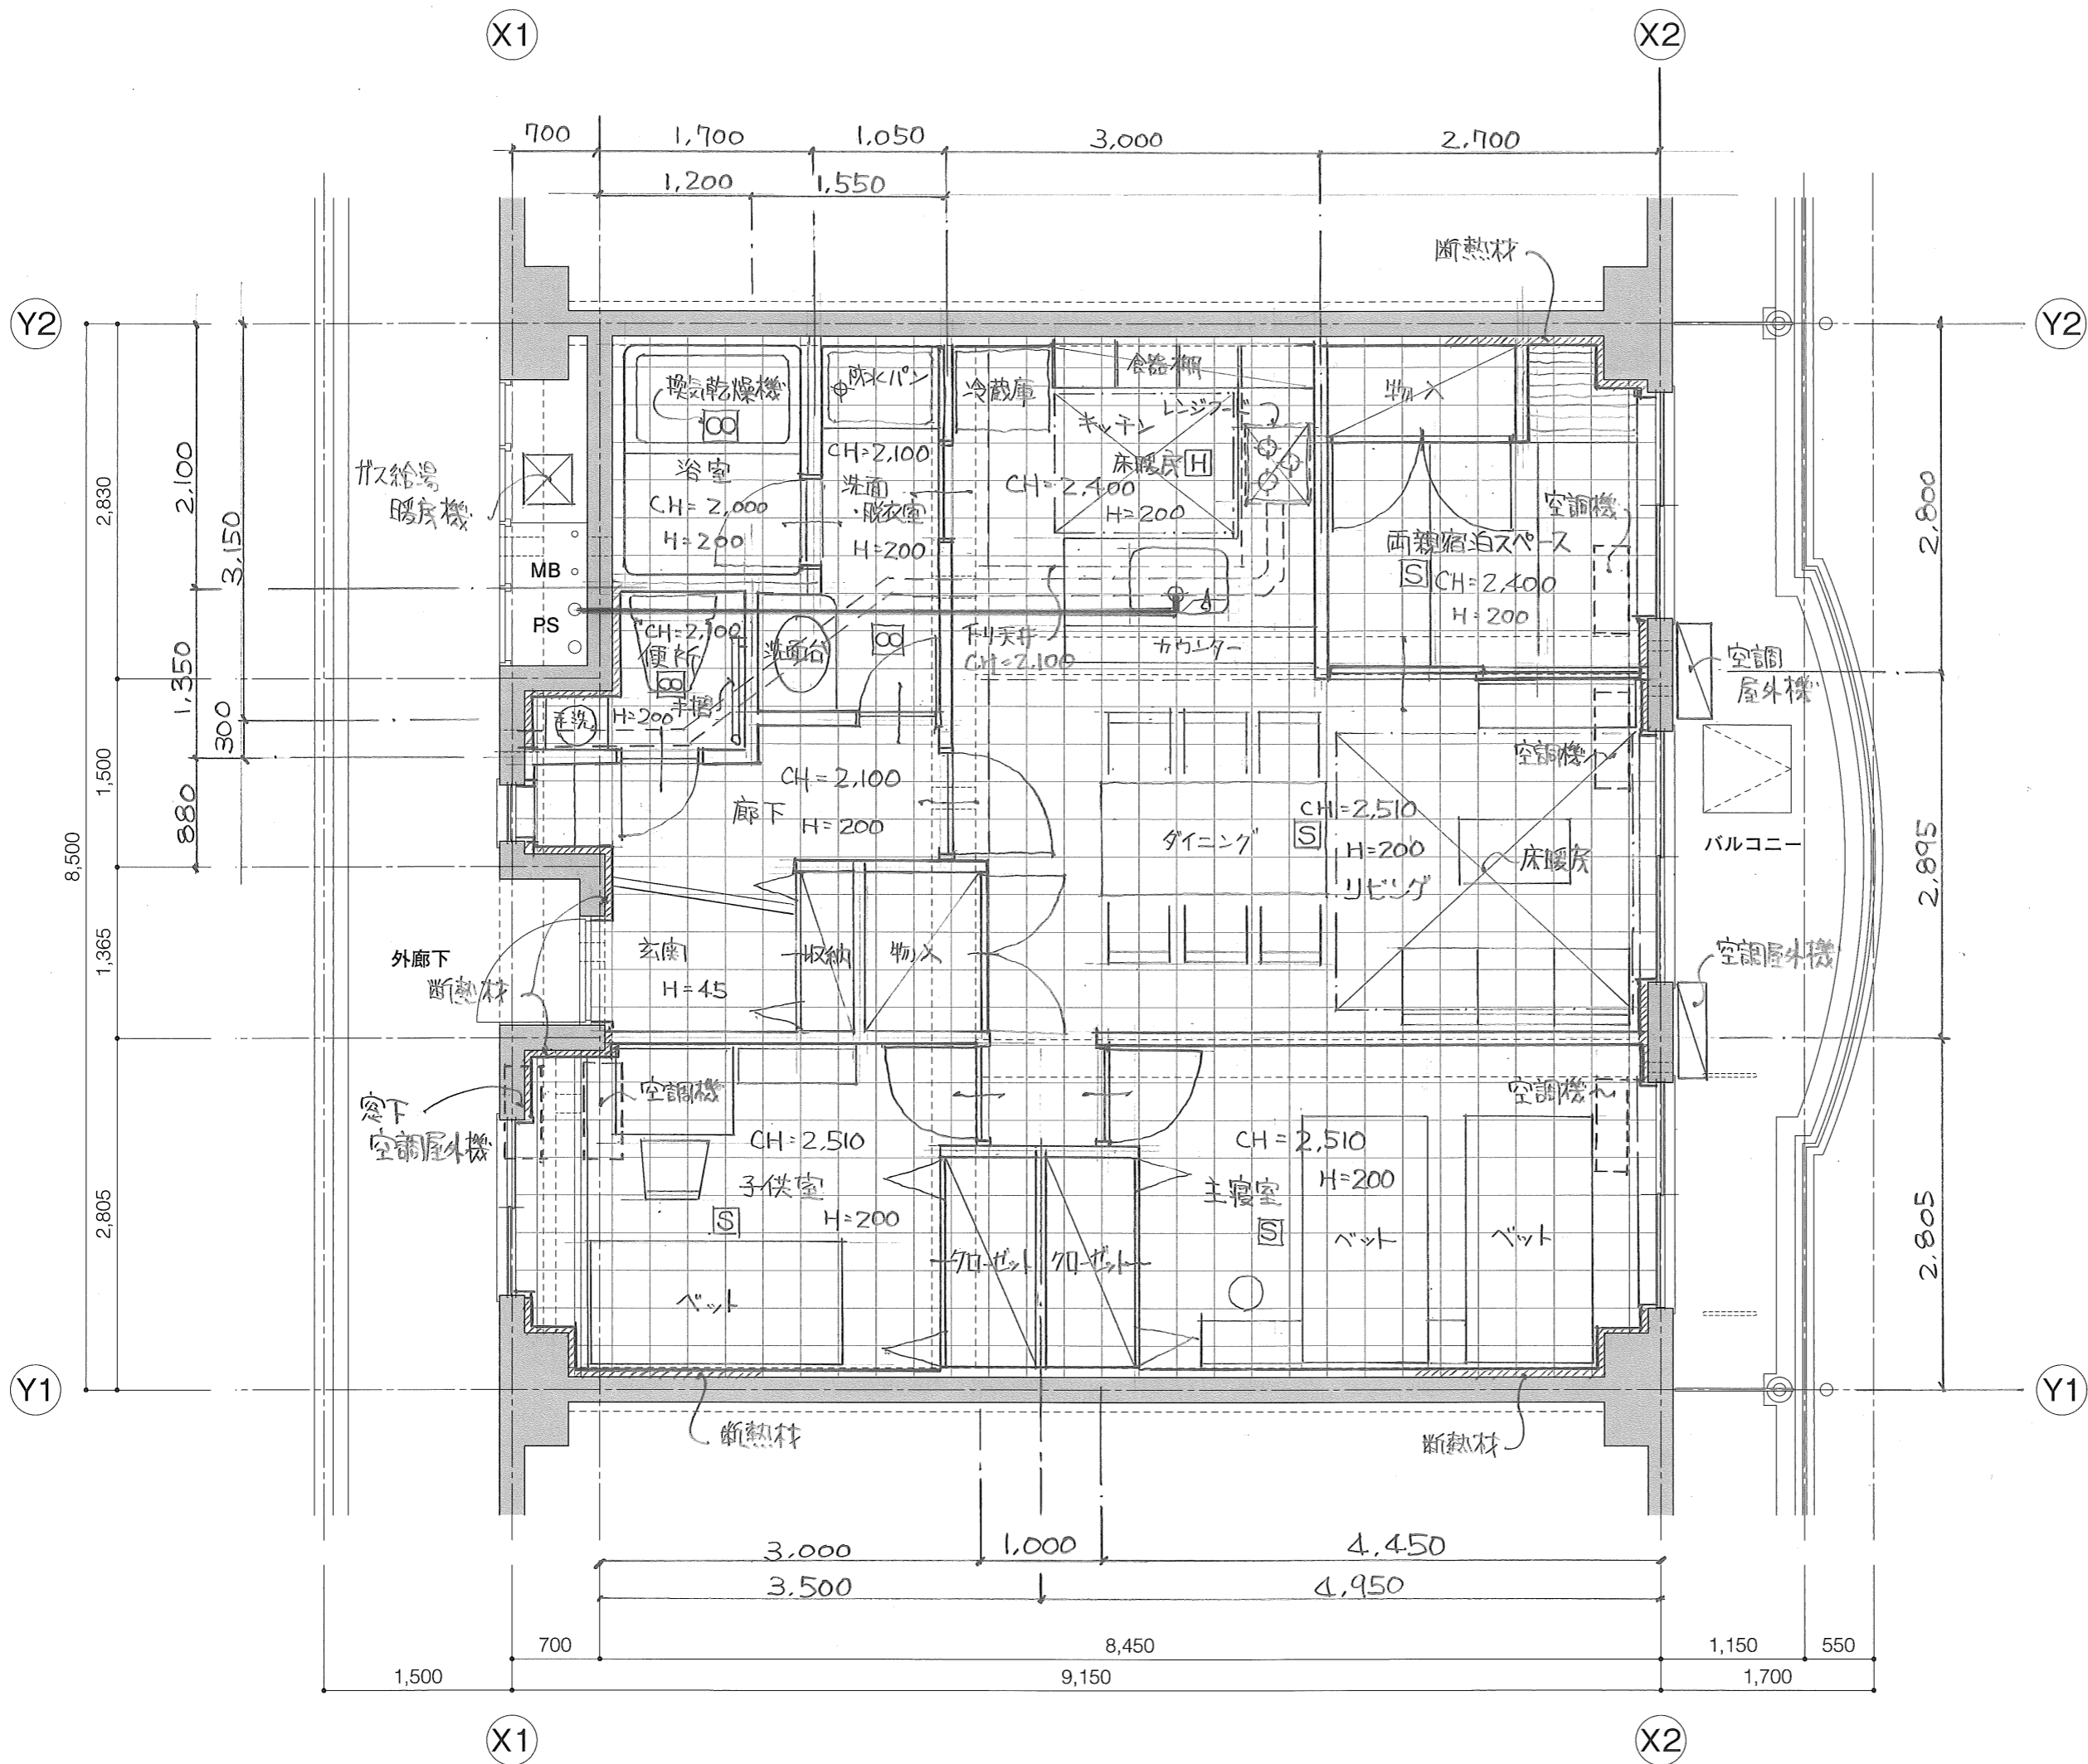 X1
X2
700
1,700
1,050
3,000
2,700
1,200
1,550
断熱材
Y2
Y2
換気乾燥機
防水パン
冷蔵庫
食器棚
物入
レンジフード
キッチン
浴室
CH=2,000
H=200
CH=2,100
洗面
・脱衣室
H=200
CH=2,400
床暖房 H
H=200
空調機
両親宿泊スペース
S CH=2,400
H=200
ガス給湯
暖房機
MB
PS
2,830
2,100
3,150
2,800
CH=2,100
便所
洗面台
手摺
H=200
手洗
下り天井
CH=2,100
カウンター
空調
屋外機
空調機
1,350
300
1,500
880
8,500
CH=2,100
廊下
H=200
ダイニング
S
CH=2,510
H=200
リビング
床暖房
バルコニー
2,895
1,365
外廊下
断熱材
玄関
H=45
収納
物入
空調屋外機
窓下
空調屋外機
空調機
CH=2,510
子供室
H=200
S
ベット
クローゼット
クローゼット
空調機
CH=2,510
H=200
主寝室
S
ベット
ベット
2,805
2,805
Y1
Y1
断熱材
断熱材
3,000
1,000
4,450
3,500
4,950
700
8,450
1,150
550
1,500
9,150
1,700
X1
X2